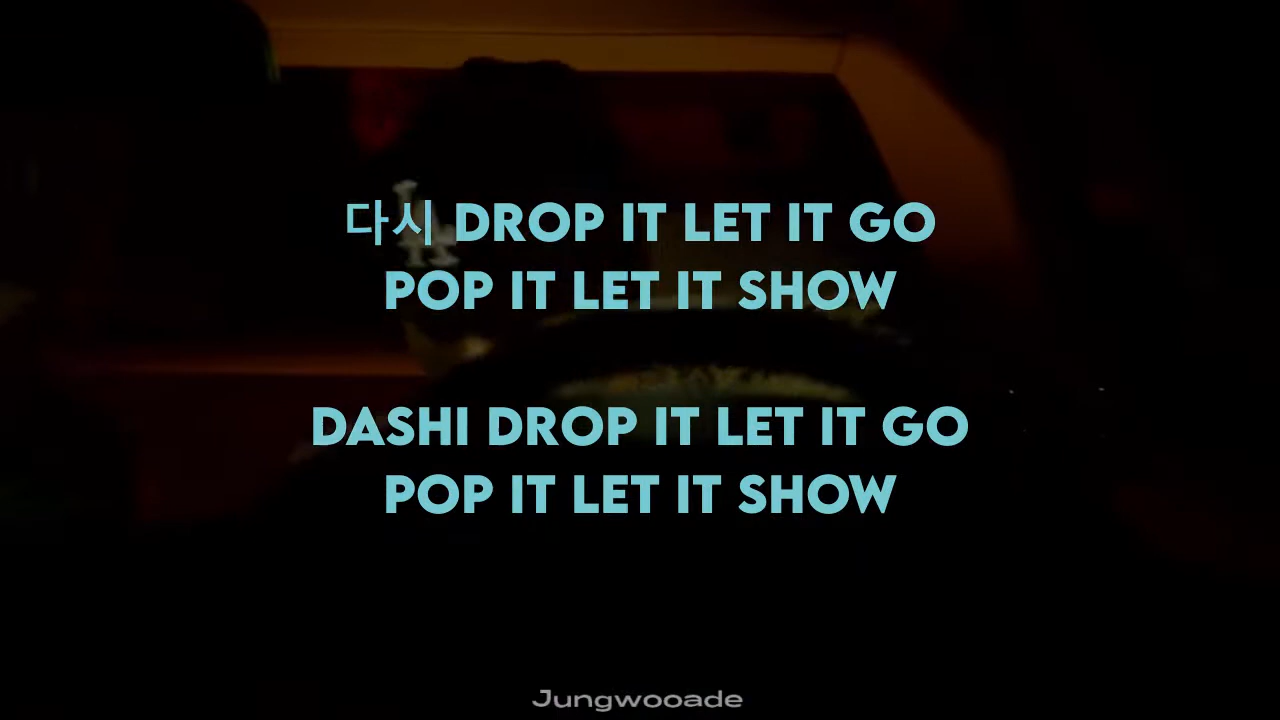 다시 DROP IT LET IT GO
POP IT LET IT SHOW
DASHI DROP IT LET IT GO
POP IT LET IT SHOW
Jungwooade